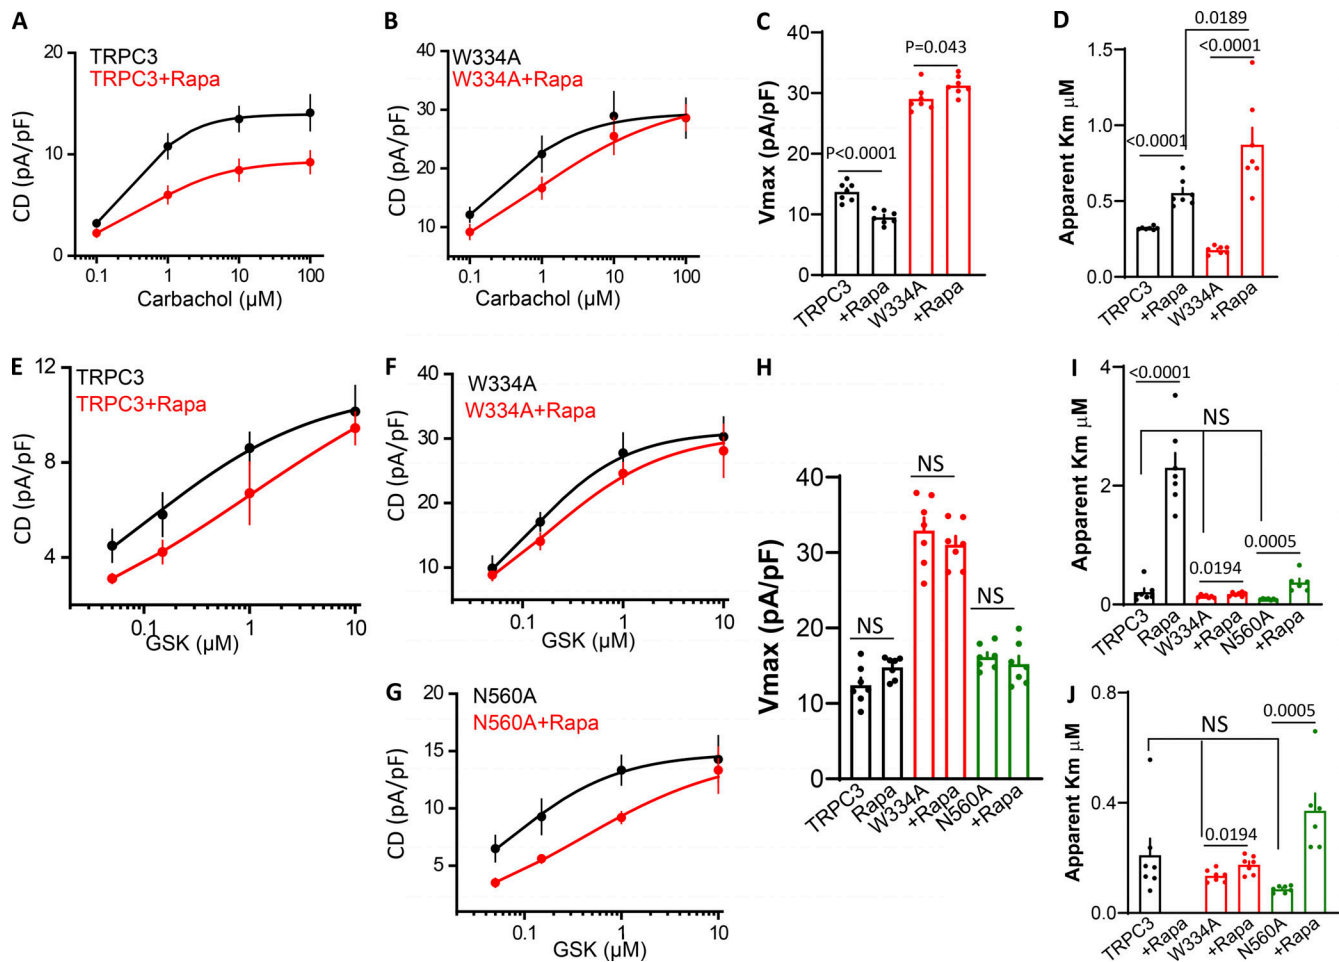 A
TRPC3
TRPC3+Rapa
20
10
0
CD (pA/pF)
0.1 1 10 100
Carbachol (µM)
B
W334A
W334A+Rapa
40
30
20
10
CD (pA/pF)
0.1 1 10 100
Carbachol (µM)
C
P=0.043
P<0.0001
40
30
20
10
0
Vmax (pA/pF)
TRPC3 +Rapa W334A +Rapa
D
0.0189
<0.0001
<0.0001
1.5
1.0
0.5
0.0
Apparent Km µM
TRPC3 +Rapa W334A +Rapa
E
TRPC3
TRPC3+Rapa
12
8
4
CD (pA/pF)
0.1 1 10
GSK (µM)
F
W334A
W334A+Rapa
40
30
20
10
CD (pA/pF)
0.1 1 10
GSK (µM)
G
N560A
N560A+Rapa
20
15
10
5
CD (pA/pF)
0.1 1 10
GSK (µM)
H
NS
NS
NS
40
30
20
10
0
Vmax (pA/pF)
TRPC3 Rapa W334A +Rapa N560A +Rapa
I
<0.0001
NS
0.0005
0.0194
4
2
0
Apparent Km µM
TRPC3 Rapa W334A +Rapa N560A +Rapa
J
0.0005
NS
0.0194
0.8
0.4
0.0
Apparent Km µM
TRPC3 +Rapa W334A +Rapa N560A +Rapa